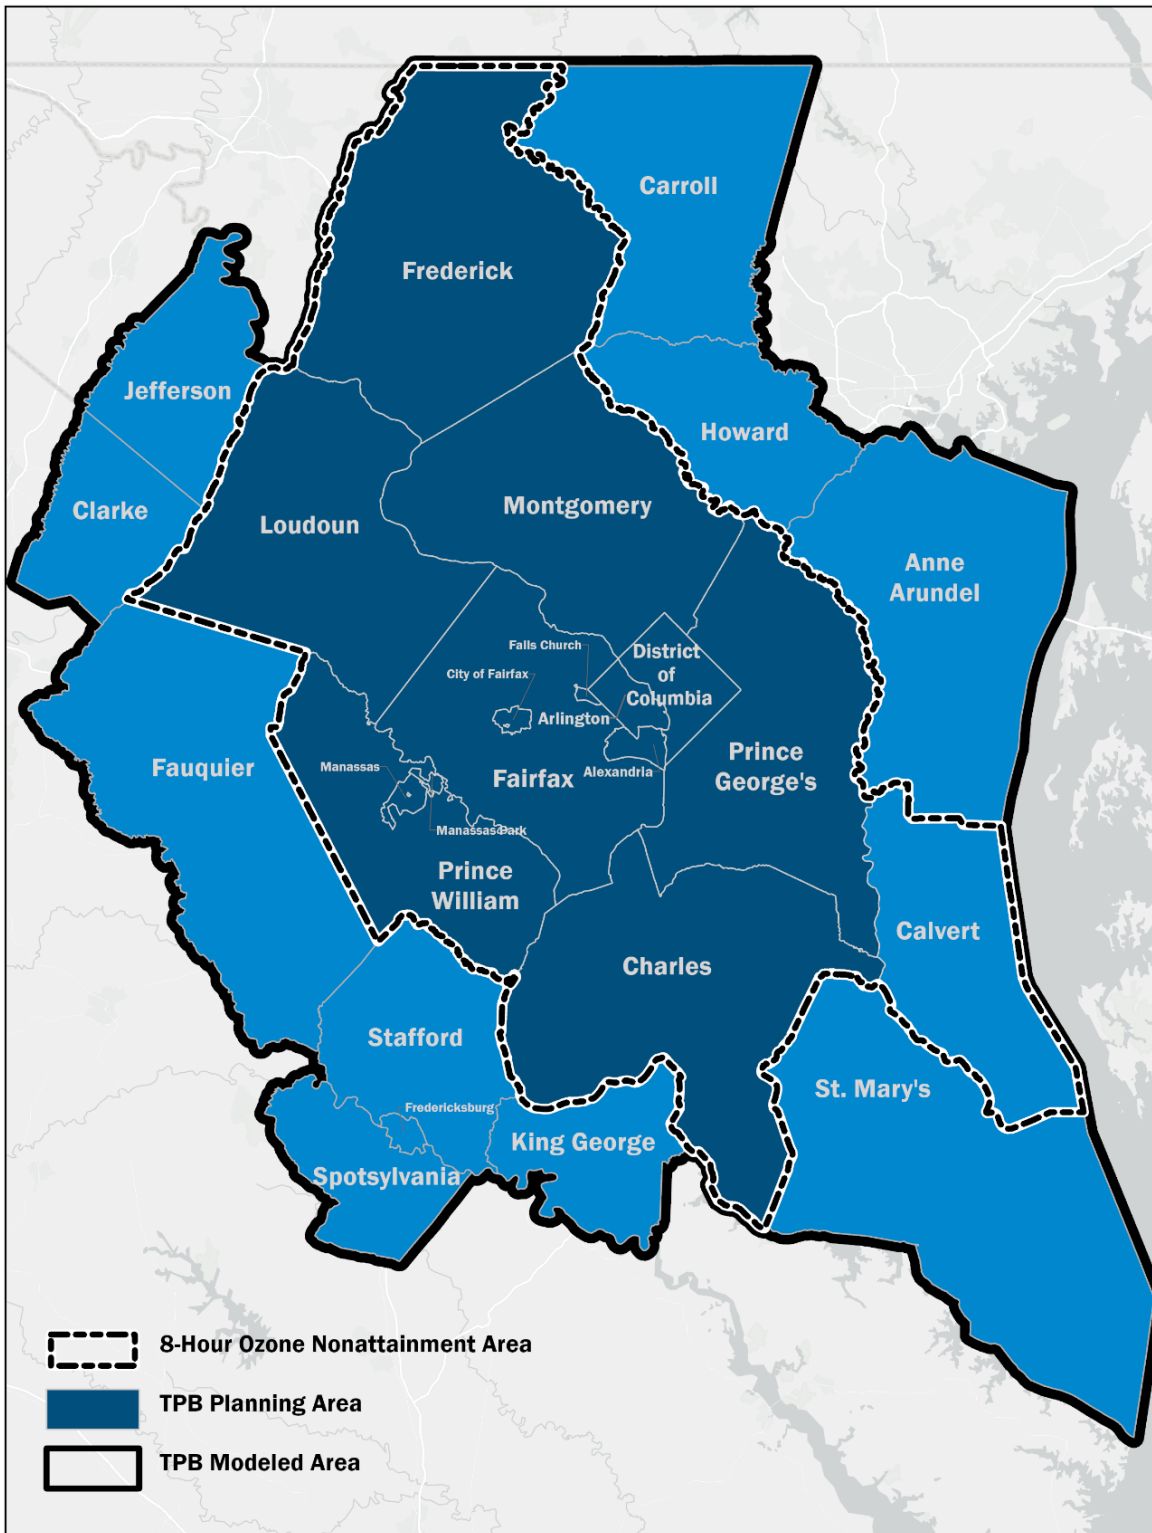 Carroll
Frederick
Jefferson
Howard
Clarke
Loudoun
Montgomery
Anne
Arundel
Falls Church
District
of
Columbia
City of Fairfax
Arlington
Prince
George's
Fauquier
Manassas
Fairfax
Alexandria
Manassas Park
Prince
William
Calvert
Charles
Stafford
St. Mary's
Fredericksburg
King George
Spotsylvania
8-Hour Ozone Nonattainment Area
TPB Planning Area
TPB Modeled Area